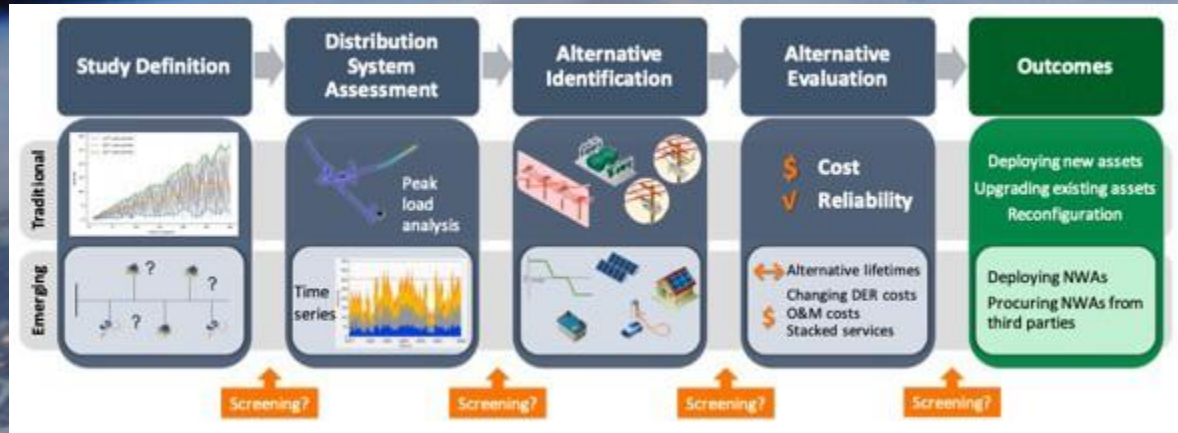 Study Definition
Distribution
System
Assessment
Alternative
Identification
Alternative
Evaluation
Outcomes
Traditional
Peak
load
analysis
$ Cost
√ Reliability
Deploying new assets
Upgrading existing assets
Reconfiguration
Emerging
? ?
? ?
Time
series
Alternative lifetimes
Changing DER costs
$ O&M costs
Stacked services
Deploying NWAs
Procuring NWAs from
third parties
Screening?
Screening?
Screening?
Screening?